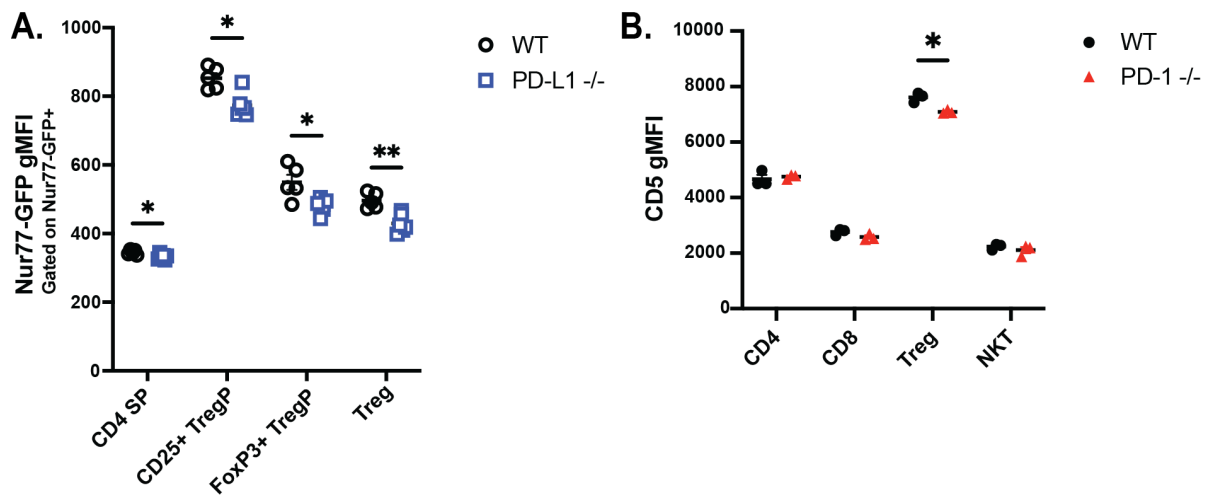 A.
Nur77-GFP gMFI
Gated on Nur77-GFP+
1000
800
600
400
200
0
*
*
*
**
CD4 SP
CD25+ TregP
FoxP3+ TregP
Treg
WT
PD-L1 -/-
B.
CD5 gMFI
10000
8000
6000
4000
2000
0
*
CD4
CD8
Treg
NKT
WT
PD-1 -/-